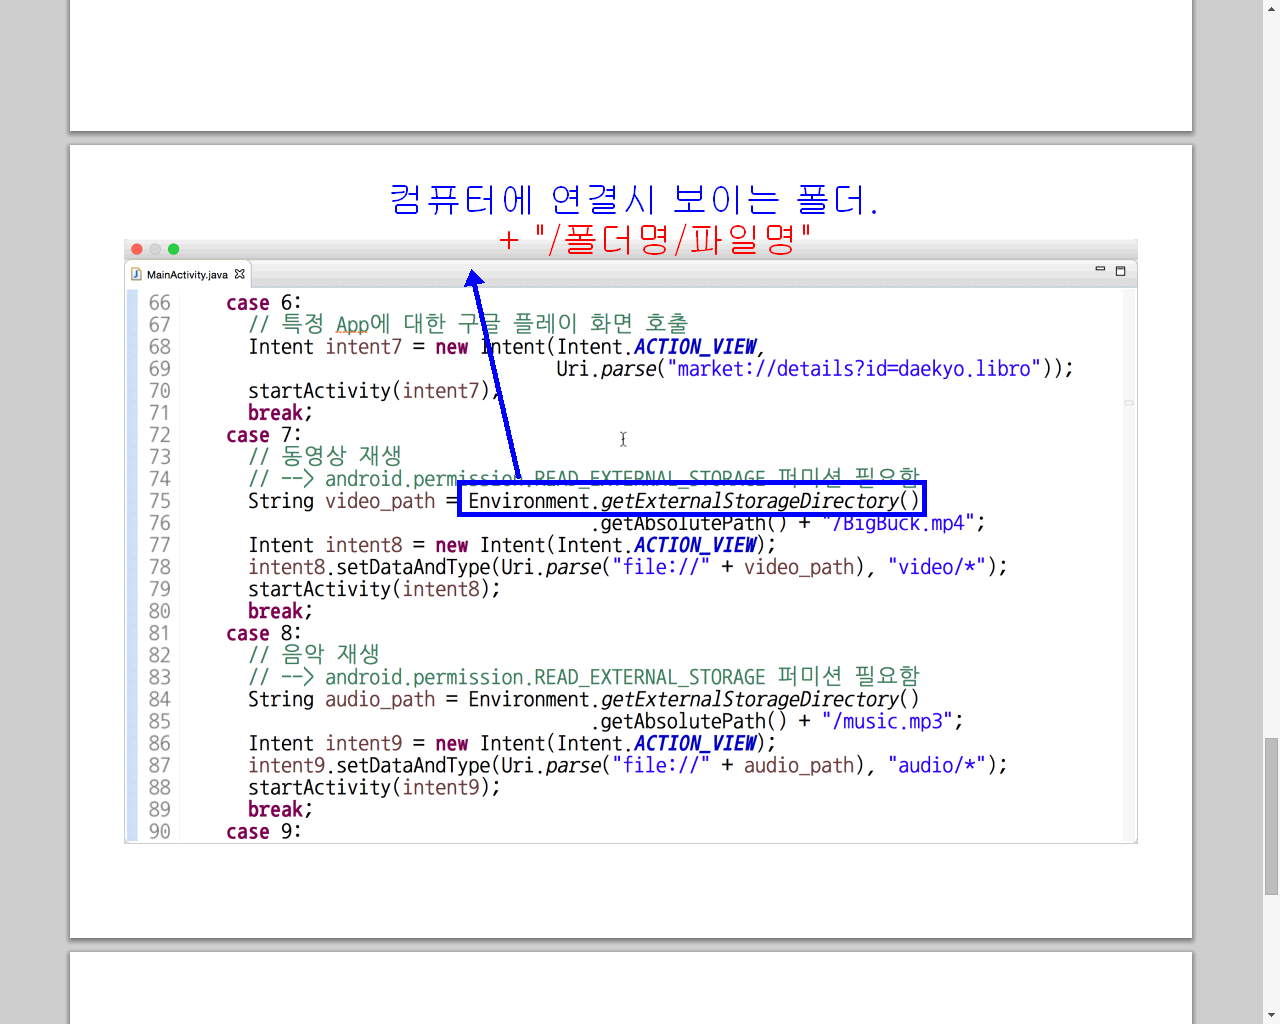 컴퓨터에 연결시 보이는 폴더.
+ "/폴더명/파일명"
MainActivity.java
66 case 6:
67 // 특정 App에 대한 구글 플레이 화면 호출
68 Intent intent7 = new Intent(Intent.ACTION_VIEW,
69 Uri.parse("market://details?id=daekyo.libro"));
70 startActivity(intent7);
71 break;
72 case 7:
73 // 동영상 재생
74 // --> android.permission.READ_EXTERNAL_STORAGE 퍼미션 필요함
75 String video_path = Environment.getExternalStorageDirectory()
76 .getAbsolutePath() + "/BigBuck.mp4";
77 Intent intent8 = new Intent(Intent.ACTION_VIEW);
78 intent8.setDataAndType(Uri.parse("file://" + video_path), "video/*");
79 startActivity(intent8);
80 break;
81 case 8:
82 // 음악 재생
83 // --> android.permission.READ_EXTERNAL_STORAGE 퍼미션 필요함
84 String audio_path = Environment.getExternalStorageDirectory()
85 .getAbsolutePath() + "/music.mp3";
86 Intent intent9 = new Intent(Intent.ACTION_VIEW);
87 intent9.setDataAndType(Uri.parse("file://" + audio_path), "audio/*");
88 startActivity(intent9);
89 break;
90 case 9: